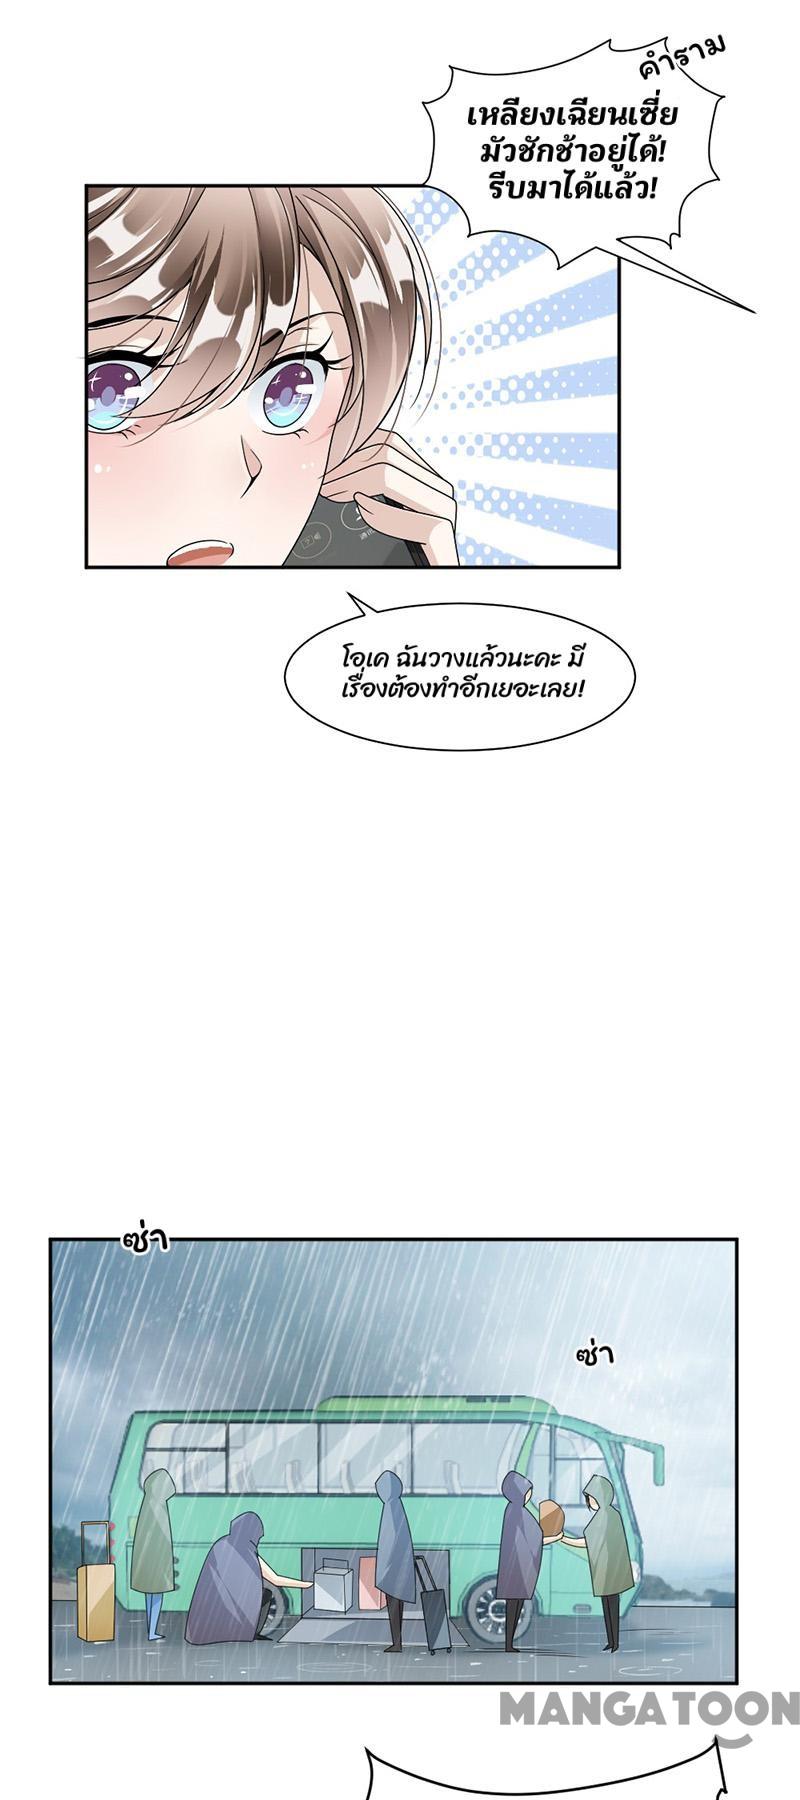 คำราม
เหลียงเฉียนเซี่ย
มัวชักช้าอยู่ได้!
รีบมาได้แล้ว!
โอเค ฉันวางแล้วนะคะ มี
เรื่องต้องทำอีกเยอะเลย!
ซ่า
ซ่า
MANGATOON